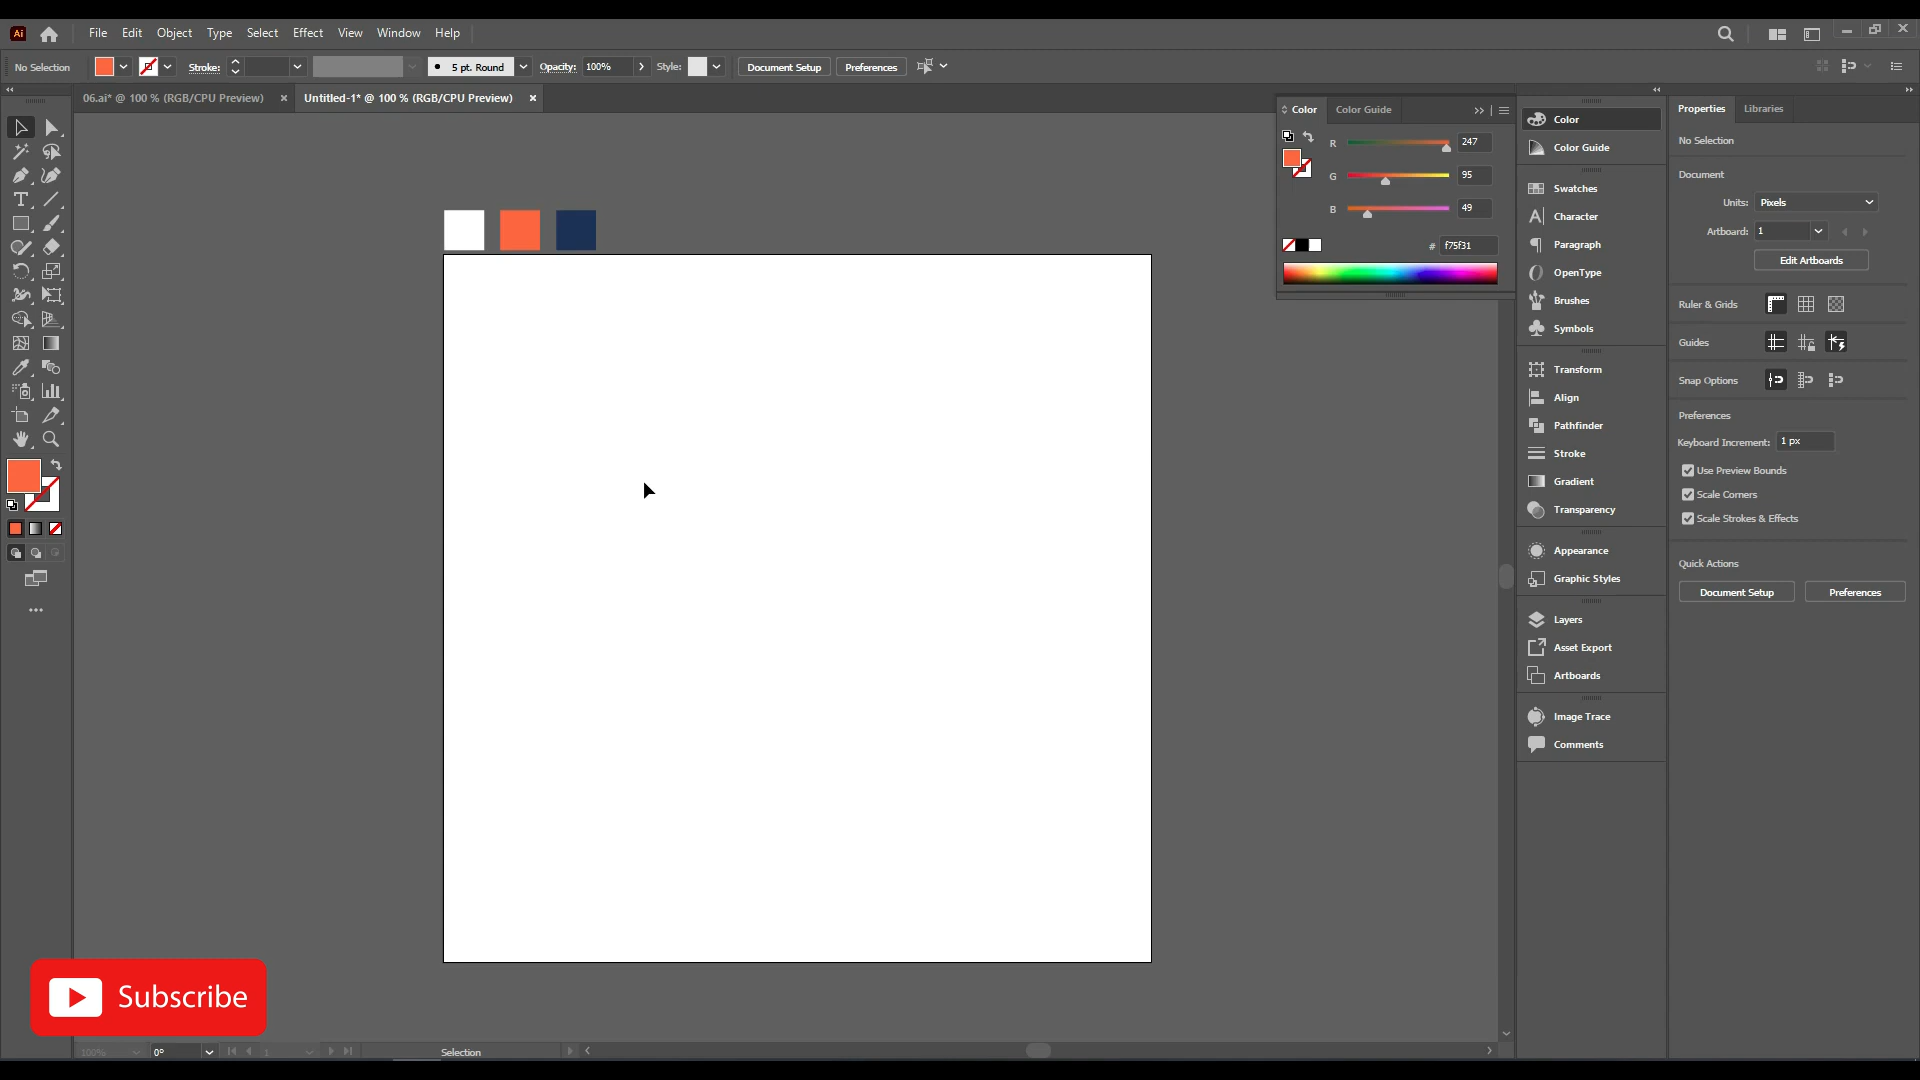 Ai File Edit Object Type Select Effect View Window Help
No Selection Stroke: 5 pt. Round Opacity: 100% Style: Document Setup Preferences
06.ai* @ 100 % (RGB/CPU Preview) × Untitled-1* @ 100 % (RGB/CPU Preview) ×
Color Color Guide
R 247
G 95
B 49
# f75f31
Color
Color Guide
Swatches
Character
Paragraph
OpenType
Brushes
Symbols
Transform
Align
Pathfinder
Stroke
Gradient
Transparency
Appearance
Graphic Styles
Layers
Asset Export
Artboards
Image Trace
Comments
Properties Libraries
No Selection
Document
Units: Pixels
Artboard: 1
Edit Artboards
Ruler & Grids
Guides
Snap Options
Preferences
Keyboard Increment: 1 px
Use Preview Bounds
Scale Corners
Scale Strokes & Effects
Quick Actions
Document Setup Preferences
Subscribe
100% 0° 1 Selection